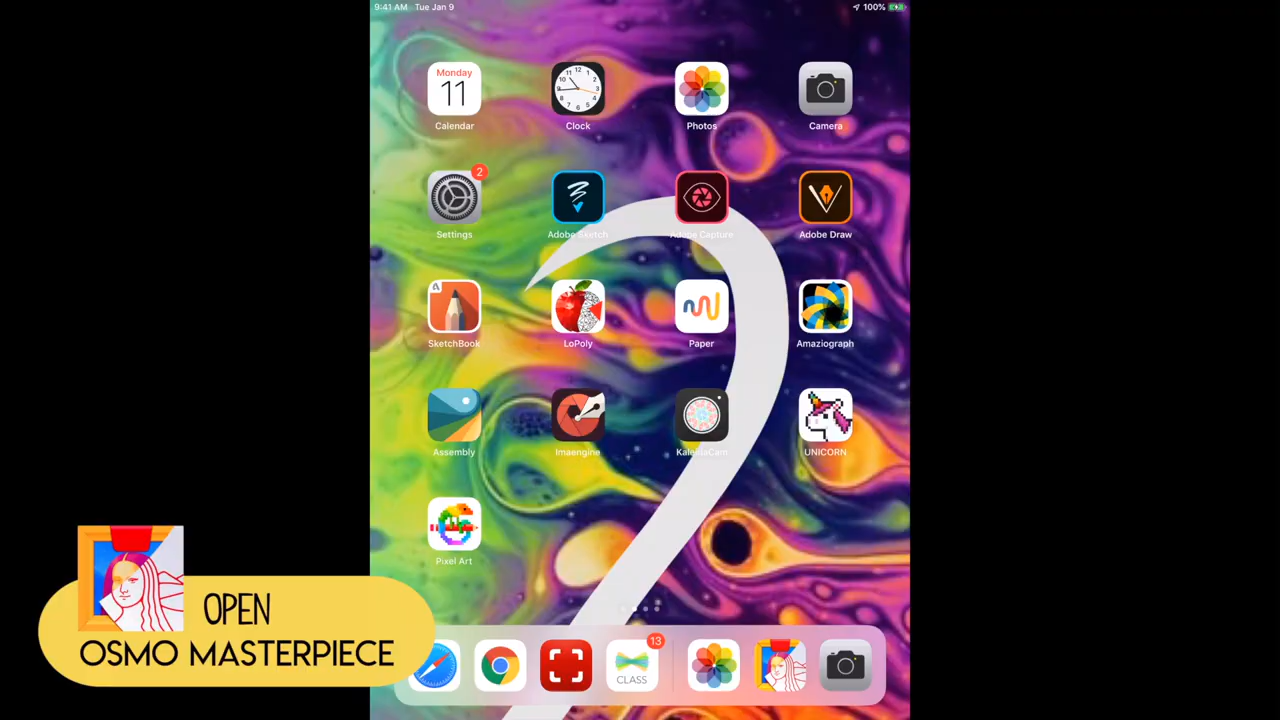 9:41 AM Tue Jan 9 100%
Monday
11
Calendar Clock Photos Camera
2
Settings Adobe Sketch Adobe Capture Adobe Draw
SketchBook LoPoly Paper Amaziograph
Assembly Imaengine KaleidaCam UNICORN
Pixel Art
OPEN
OSMO MASTERPIECE
13
CLASS